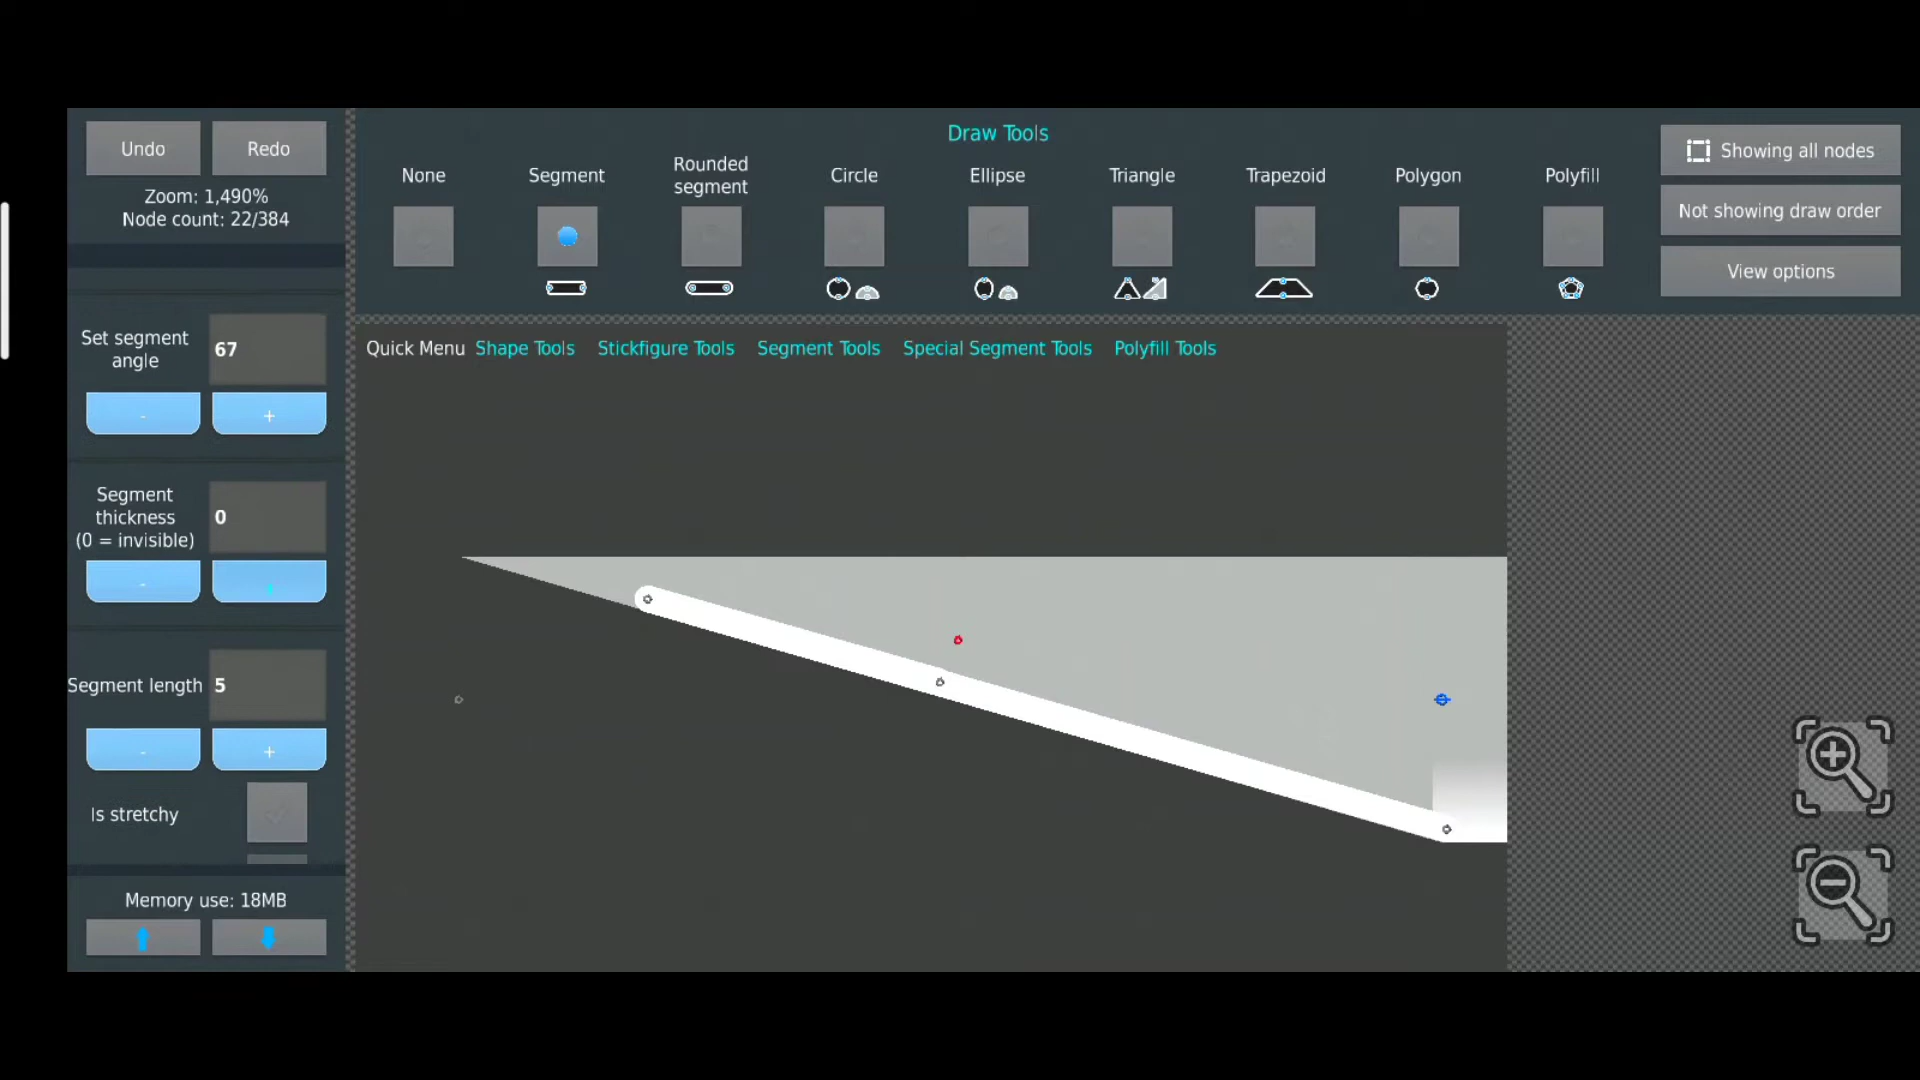 Undo
Redo
Zoom: 1,490%
Node count: 22/384
Set segment
angle
67
-
+
Segment
thickness
(0 = invisible)
0
-
+
Segment length
5
-
+
Is stretchy
Memory use: 18MB
Draw Tools
None
Segment
Rounded
segment
Circle
Ellipse
Triangle
Trapezoid
Polygon
Polyfill
Showing all nodes
Not showing draw order
View options
Quick Menu Shape Tools Stickfigure Tools Segment Tools Special Segment Tools Polyfill Tools